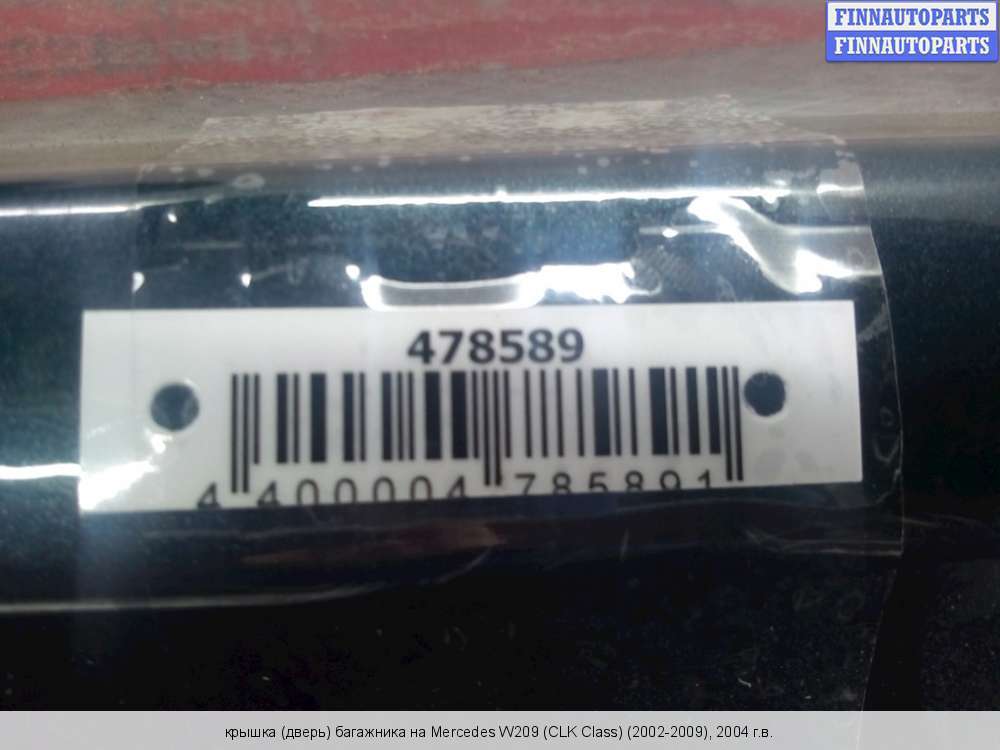 FINNAUTOPARTS
FINNAUTOPARTS
478589
4 400004 785891
крышка (дверь) багажника на Mercedes W209 (CLK Class) (2002-2009), 2004 г.в.